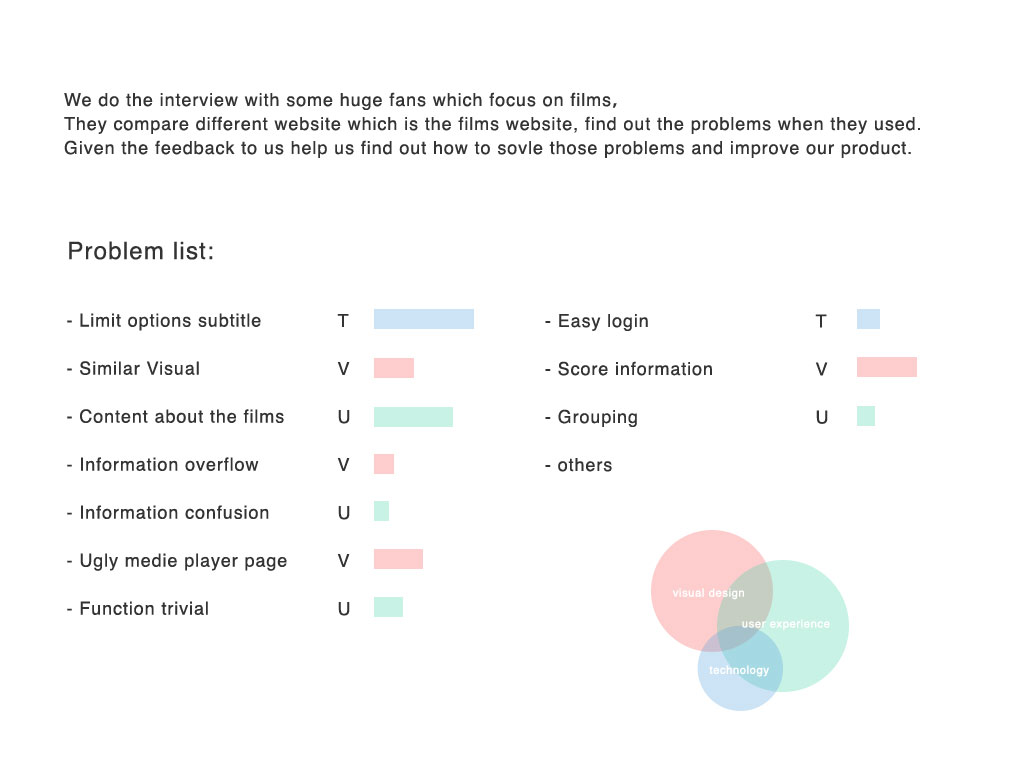 We do the interview with some huge fans which focus on films,
They compare different website which is the films website, find out the problems when they used.
Given the feedback to us help us find out how to sovle those problems and improve our product.
Problem list:
- Limit options subtitle T
- Similar Visual V
- Content about the films U
- Information overflow V
- Information confusion U
- Ugly medie player page V
- Function trivial U
- Easy login T
- Score information V
- Grouping U
- others
visual design
user experience
technology